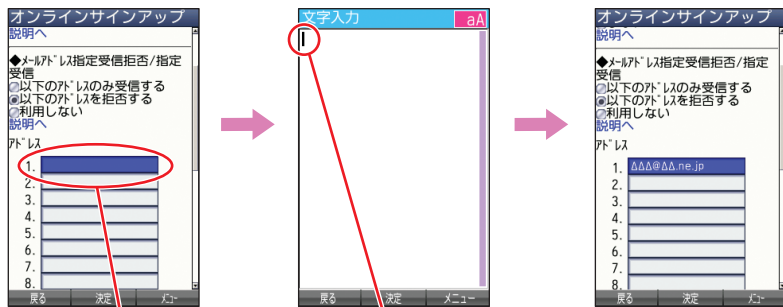 オンラインサインアップ
説明へ
◆ﾒｰﾙｱﾄﾞﾚｽ指定受信拒否/指定
受信
以下のｱﾄﾞﾚｽのみ受信する
以下のｱﾄﾞﾚｽを拒否する
利用しない
説明へ
ｱﾄﾞﾚｽ
1.
2.
3.
4.
5.
6.
7.
8.
戻る 決定 ﾒﾆｭｰ
文字入力 aA
戻る 決定 メニュー
オンラインサインアップ
説明へ
◆ﾒｰﾙｱﾄﾞﾚｽ指定受信拒否/指定
受信
以下のｱﾄﾞﾚｽのみ受信する
以下のｱﾄﾞﾚｽを拒否する
利用しない
説明へ
ｱﾄﾞﾚｽ
1. ΔΔΔ@ΔΔ.ne.jp
2.
3.
4.
5.
6.
7.
8.
戻る 決定 ﾒﾆｭｰ